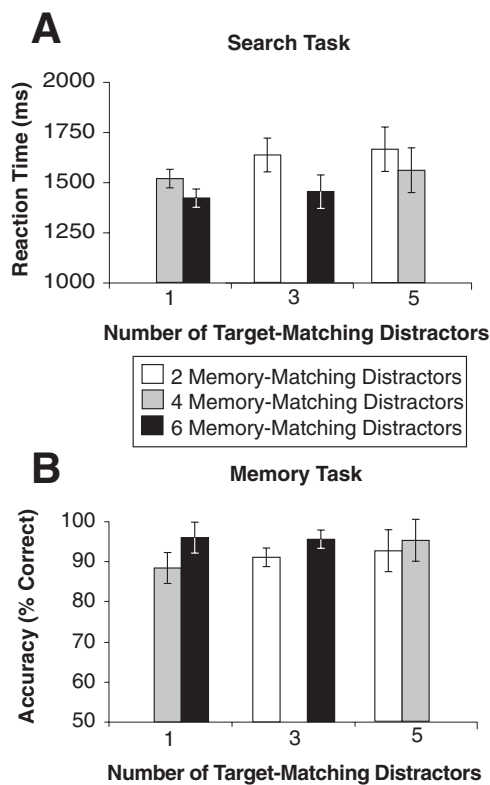 A
Search Task
Reaction Time (ms)
2000
1750
1500
1250
1000
1 3 5
Number of Target-Matching Distractors
2 Memory-Matching Distractors
4 Memory-Matching Distractors
6 Memory-Matching Distractors
B
Memory Task
Accuracy (% Correct)
100
90
80
70
60
50
1 3 5
Number of Target-Matching Distractors